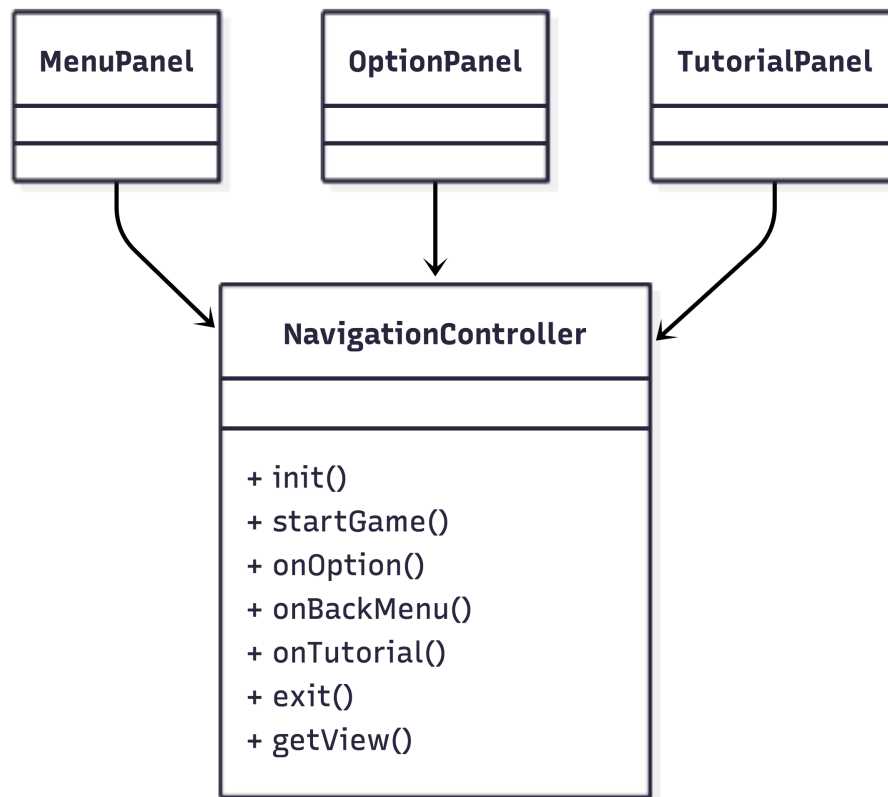 MenuPanel
OptionPanel
TutorialPanel
NavigationController
+ init()
+ startGame()
+ onOption()
+ onBackMenu()
+ onTutorial()
+ exit()
+ getView()